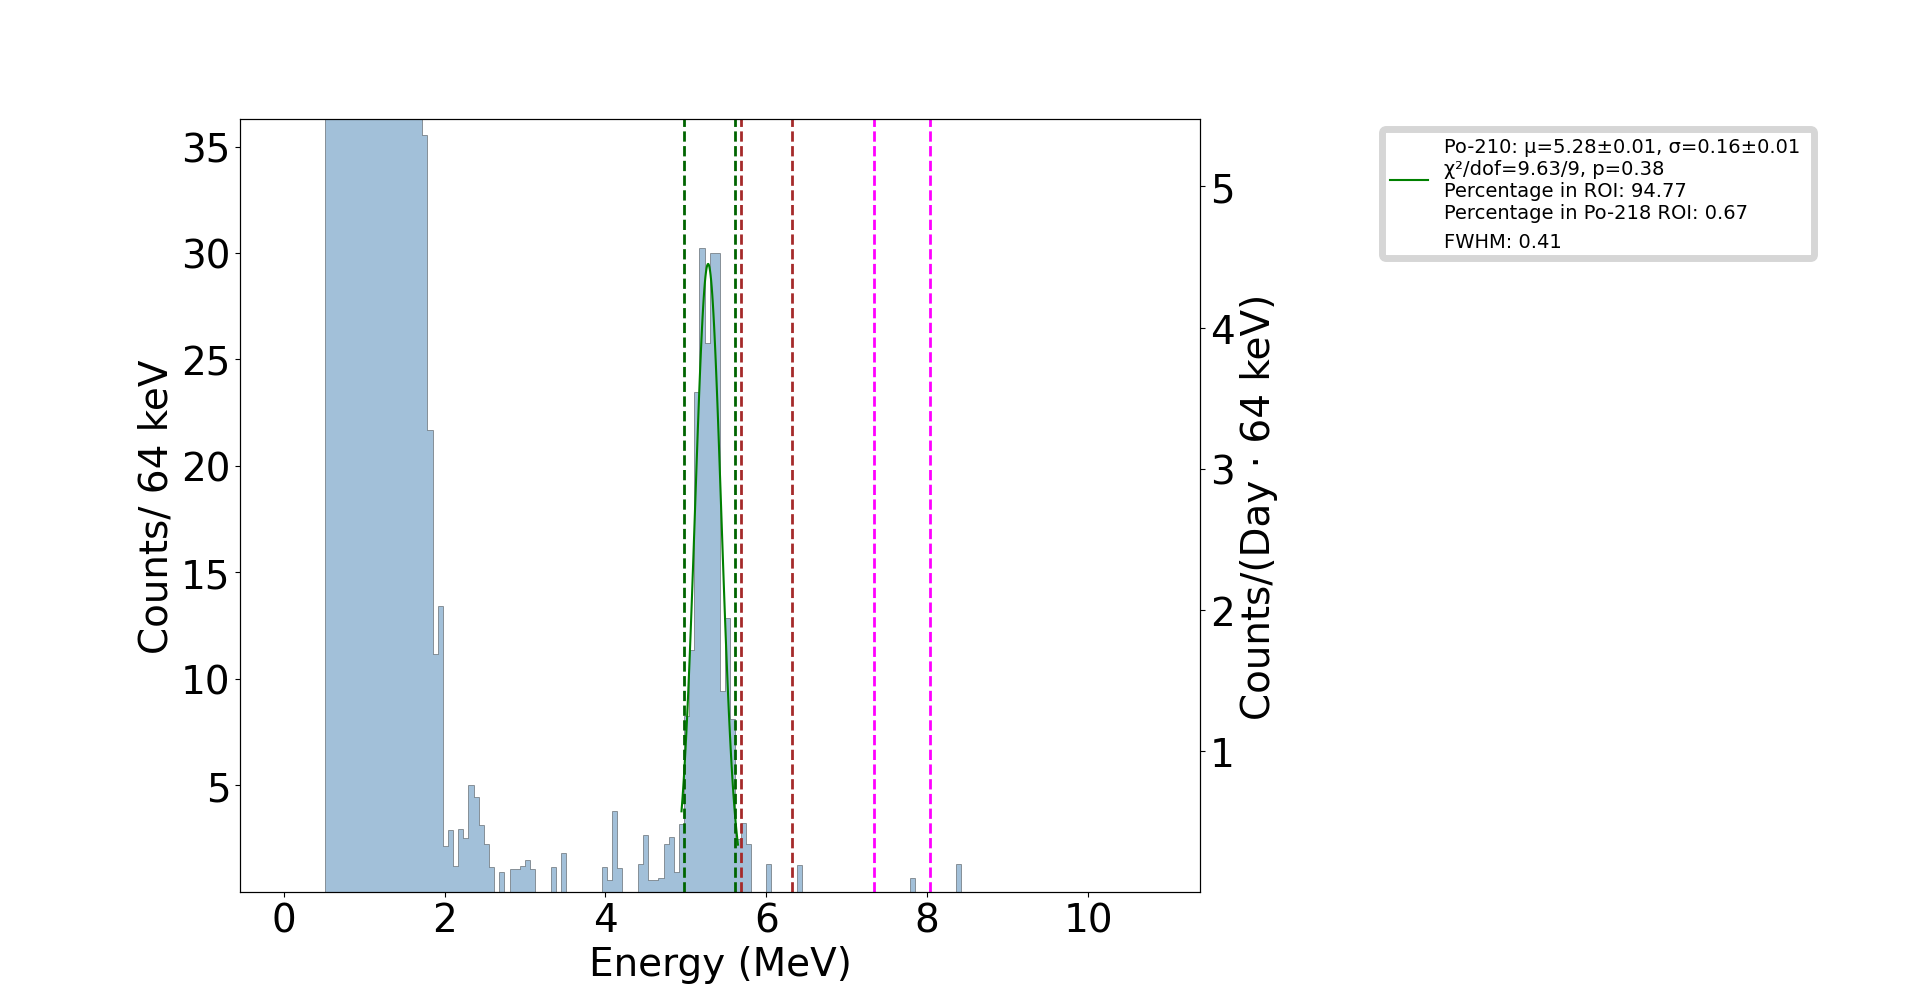 Counts/ 64 keV
35
30
25
20
15
10
5
0 2 4 6 8 10
Energy (MeV)
5
4
3
2
1
Counts/(Day · 64 keV)
Po-210: μ=5.28±0.01, σ=0.16±0.01
χ²/dof=9.63/9, p=0.38
Percentage in ROI: 94.77
Percentage in Po-218 ROI: 0.67
FWHM: 0.41